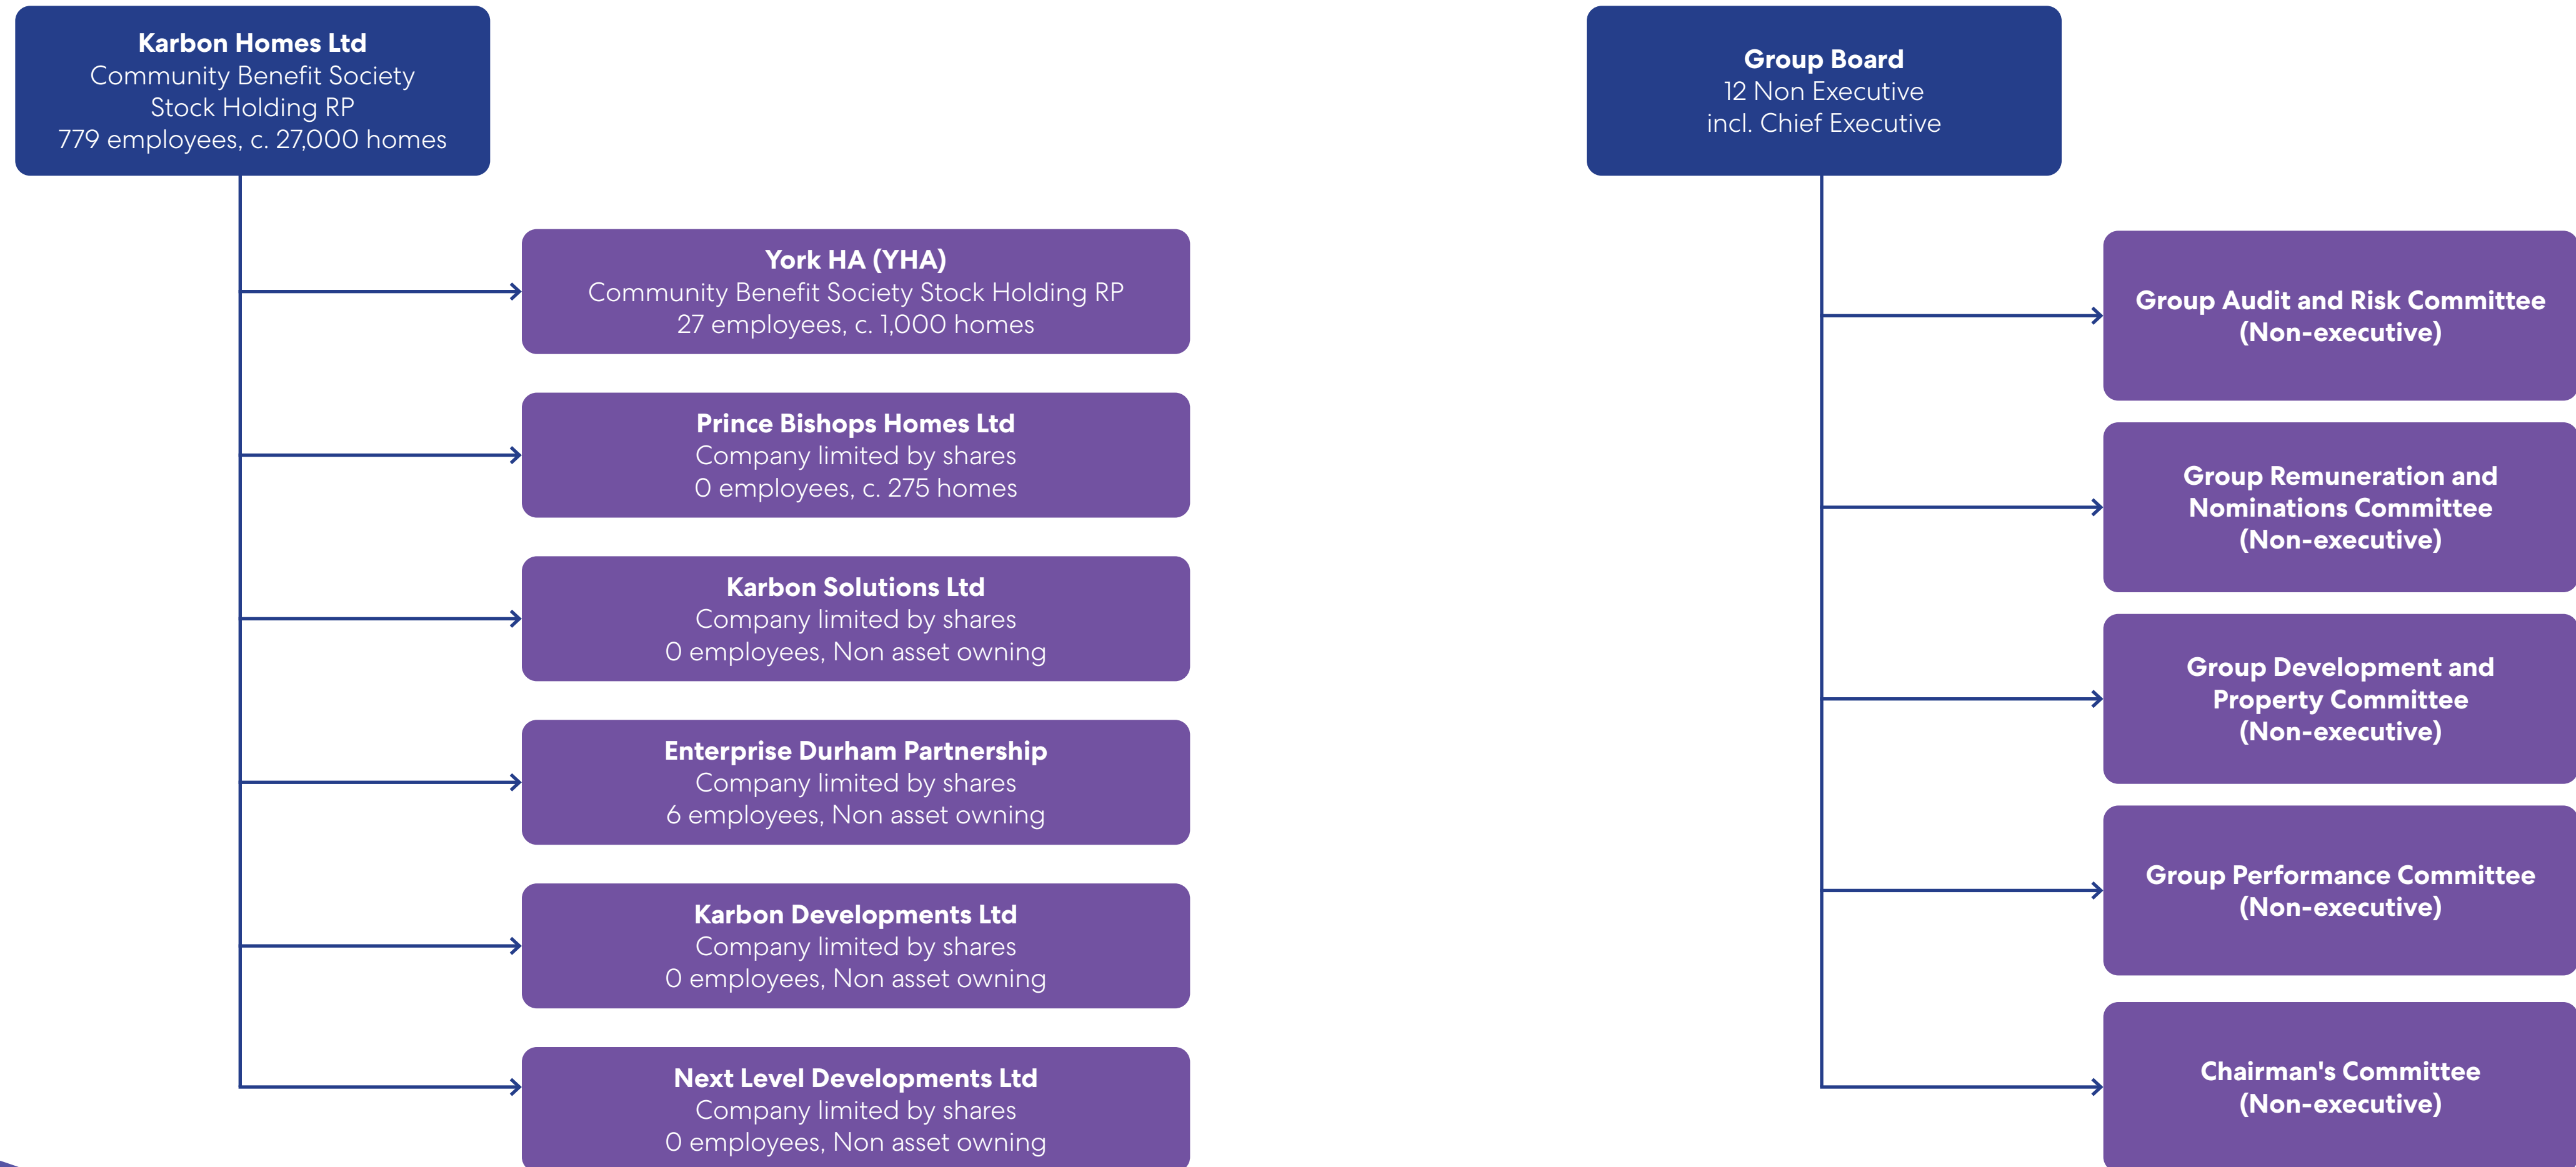 Karbon Homes Ltd
Community Benefit Society
Stock Holding RP
779 employees, c. 27,000 homes
York HA (YHA)
Community Benefit Society Stock Holding RP
27 employees, c. 1,000 homes
Prince Bishops Homes Ltd
Company limited by shares
0 employees, c. 275 homes
Karbon Solutions Ltd
Company limited by shares
0 employees, Non asset owning
Enterprise Durham Partnership
Company limited by shares
6 employees, Non asset owning
Karbon Developments Ltd
Company limited by shares
0 employees, Non asset owning
Next Level Developments Ltd
Company limited by shares
0 employees, Non asset owning
Group Board
12 Non Executive
incl. Chief Executive
Group Audit and Risk Committee
(Non-executive)
Group Remuneration and
Nominations Committee
(Non-executive)
Group Development and
Property Committee
(Non-executive)
Group Performance Committee
(Non-executive)
Chairman's Committee
(Non-executive)